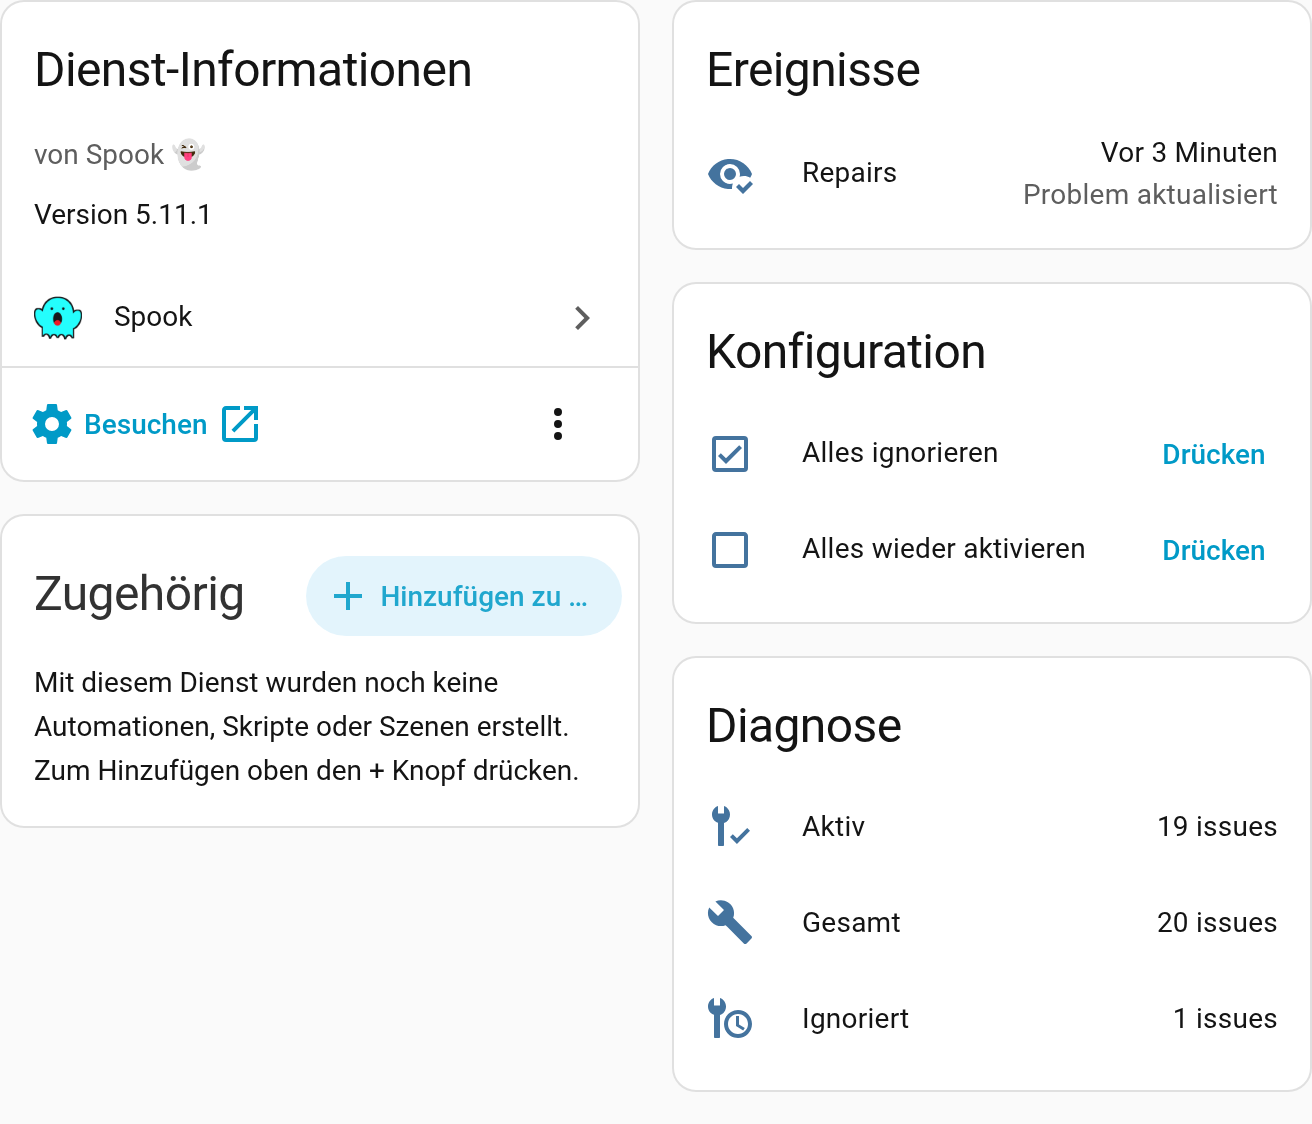 Dienst-Informationen
von Spook 👻
Version 5.11.1
Spook
Besuchen
Zugehörig
Hinzufügen zu ...
Mit diesem Dienst wurden noch keine
Automationen, Skripte oder Szenen erstellt.
Zum Hinzufügen oben den + Knopf drücken.
Ereignisse
Repairs
Vor 3 Minuten
Problem aktualisiert
Konfiguration
Alles ignorieren Drücken
Alles wieder aktivieren Drücken
Diagnose
Aktiv 19 issues
Gesamt 20 issues
Ignoriert 1 issues